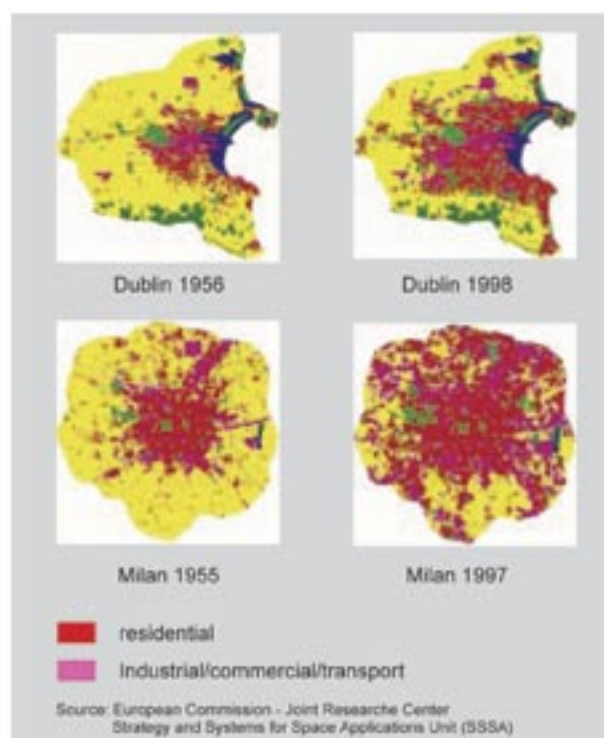 Dublin 1956
Dublin 1998
Milan 1955
Milan 1997
residential
Industrial/commercial/transport
Source: European Commission - Joint Researche Center
Strategy and Systems for Space Applications Unit (SSSA)